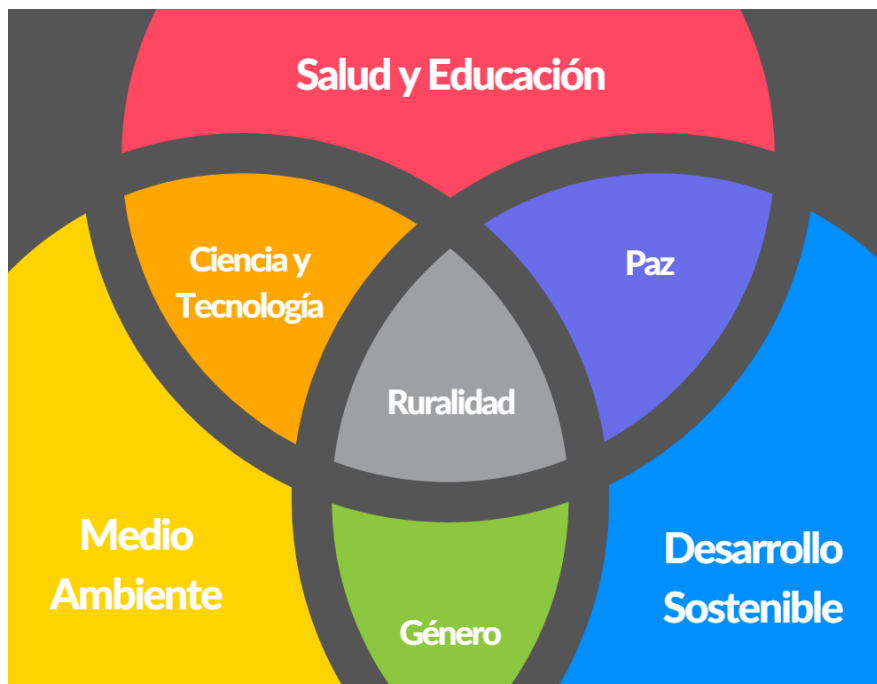 Salud y Educación
Ciencia y
Tecnología
Paz
Ruralidad
Medio
Ambiente
Desarrollo
Sostenible
Género